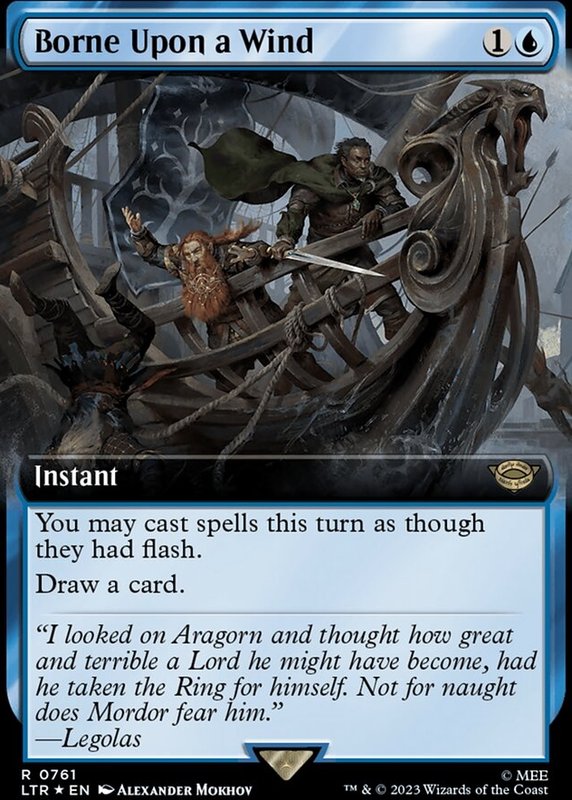 Borne Upon a Wind 1
Instant
You may cast spells this turn as though
they had flash.
Draw a card.
“I looked on Aragorn and thought how great
and terrible a Lord he might have become, had
he taken the Ring for himself. Not for naught
does Mordor fear him.”
—Legolas
R 0761
LTR ★ EN Alexander Mokhov
© MEE
™ & © 2023 Wizards of the Coast